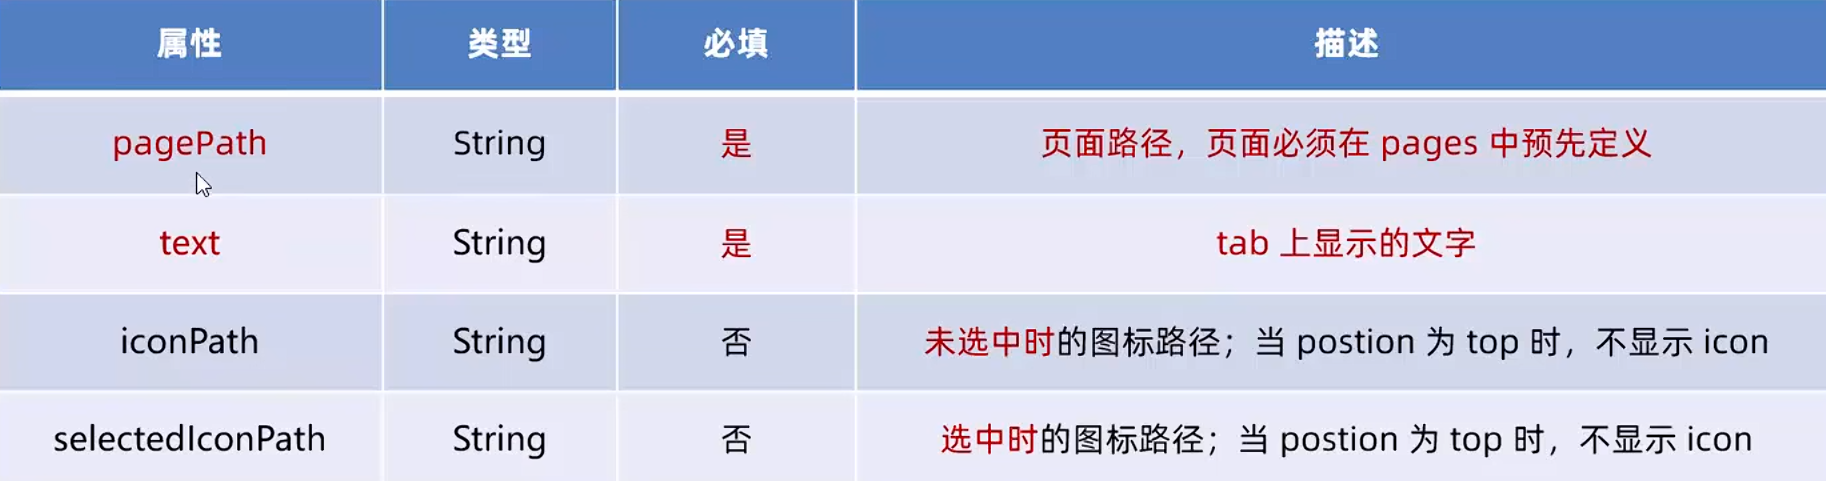 属性 类型 必填 描述
pagePath String 是 页面路径，页面必须在 pages 中预先定义
text String 是 tab 上显示的文字
iconPath String 否 未选中时的图标路径；当 postion 为 top 时，不显示 icon
selectedIconPath String 否 选中时的图标路径；当 postion 为 top 时，不显示 icon